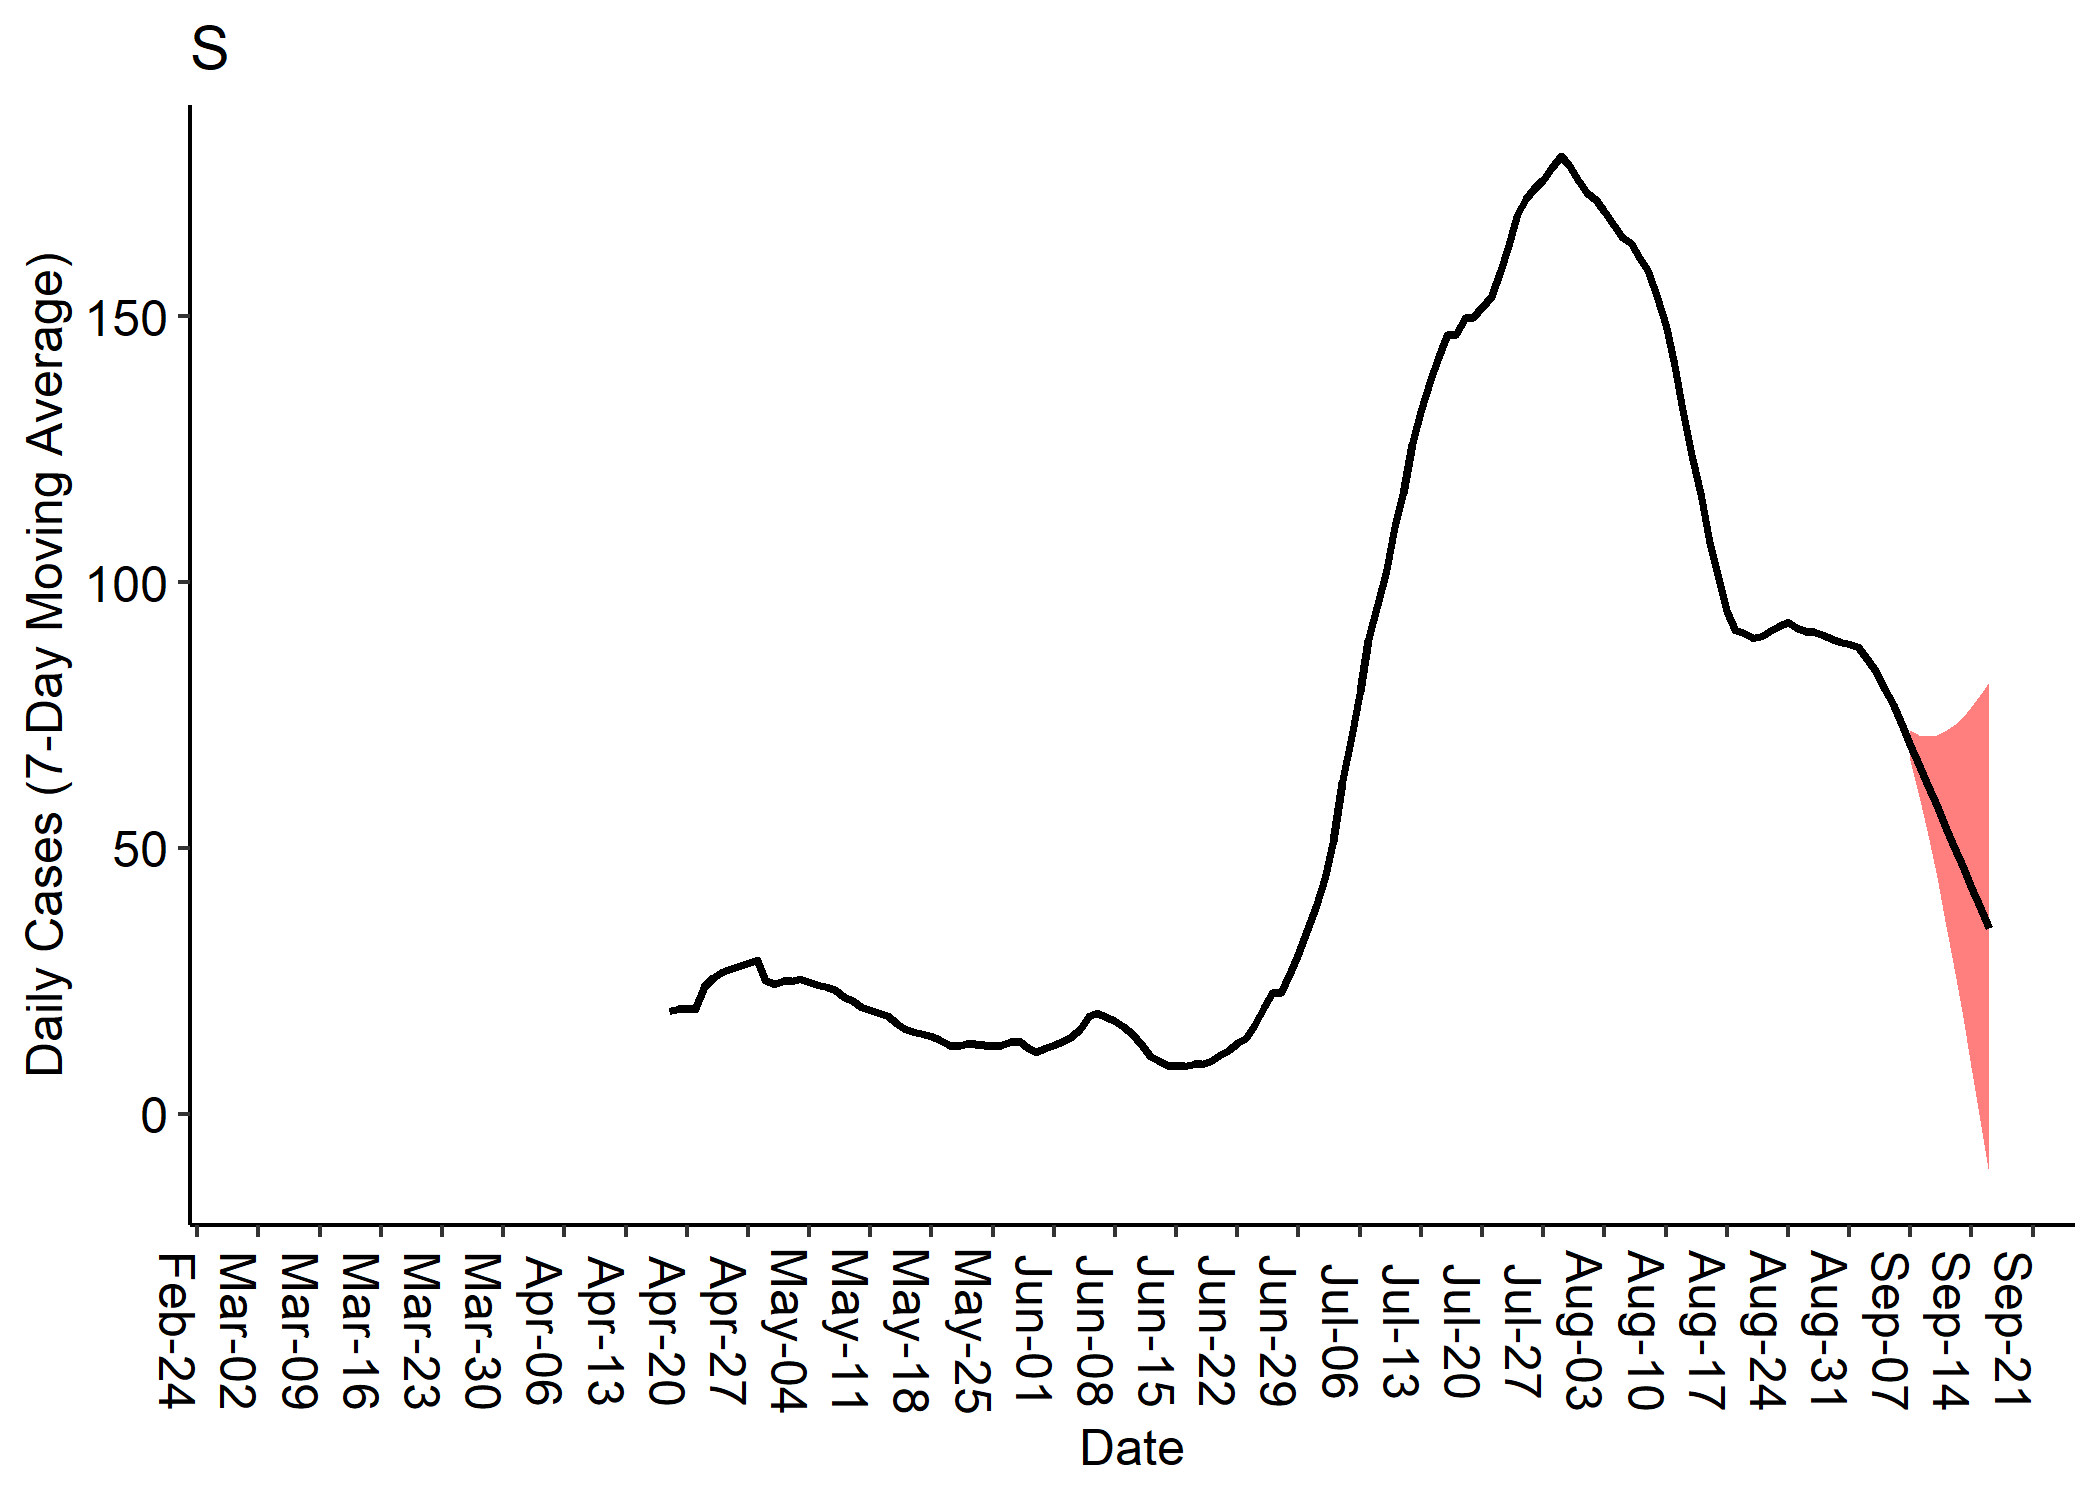 S
Daily Cases (7-Day Moving Average)
150
100
50
0
Feb-24
Mar-02
Mar-09
Mar-16
Mar-23
Mar-30
Apr-06
Apr-13
Apr-20
Apr-27
May-04
May-11
May-18
May-25
Jun-01
Jun-08
Jun-15
Jun-22
Jun-29
Jul-06
Jul-13
Jul-20
Jul-27
Aug-03
Aug-10
Aug-17
Aug-24
Aug-31
Sep-07
Sep-14
Sep-21
Date